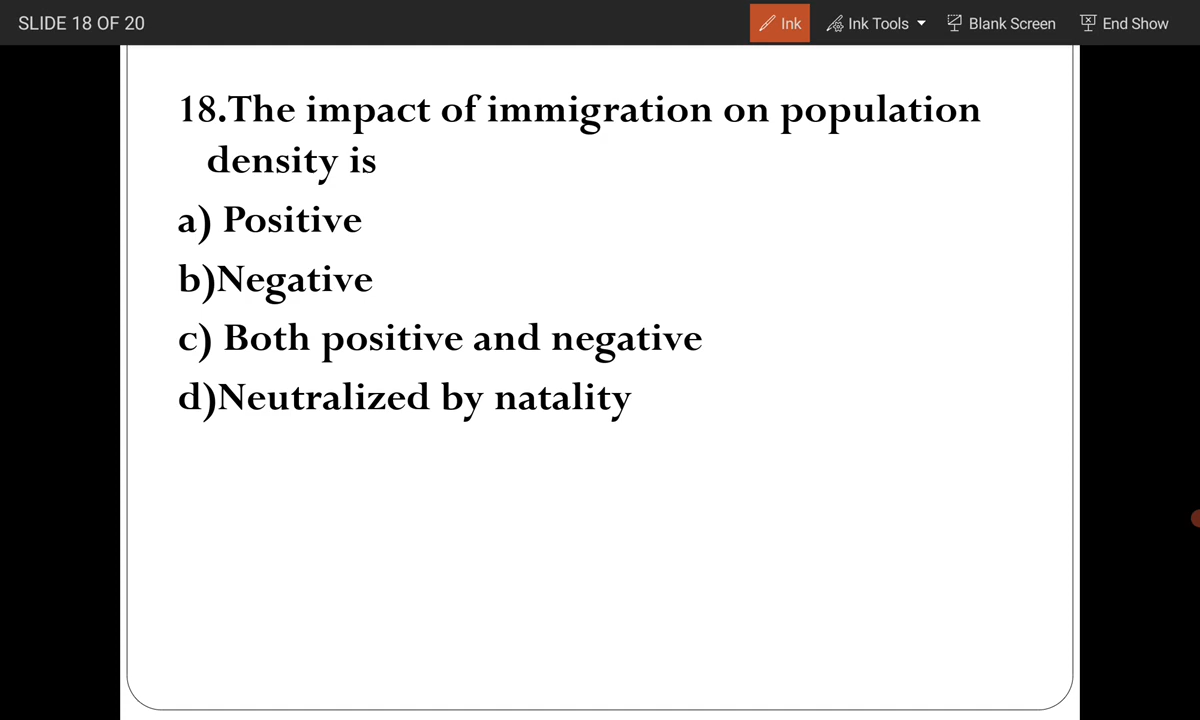 SLIDE 18 OF 20
Ink
Ink Tools
Blank Screen
End Show
18.The impact of immigration on population
density is
a) Positive
b)Negative
c) Both positive and negative
d)Neutralized by natality